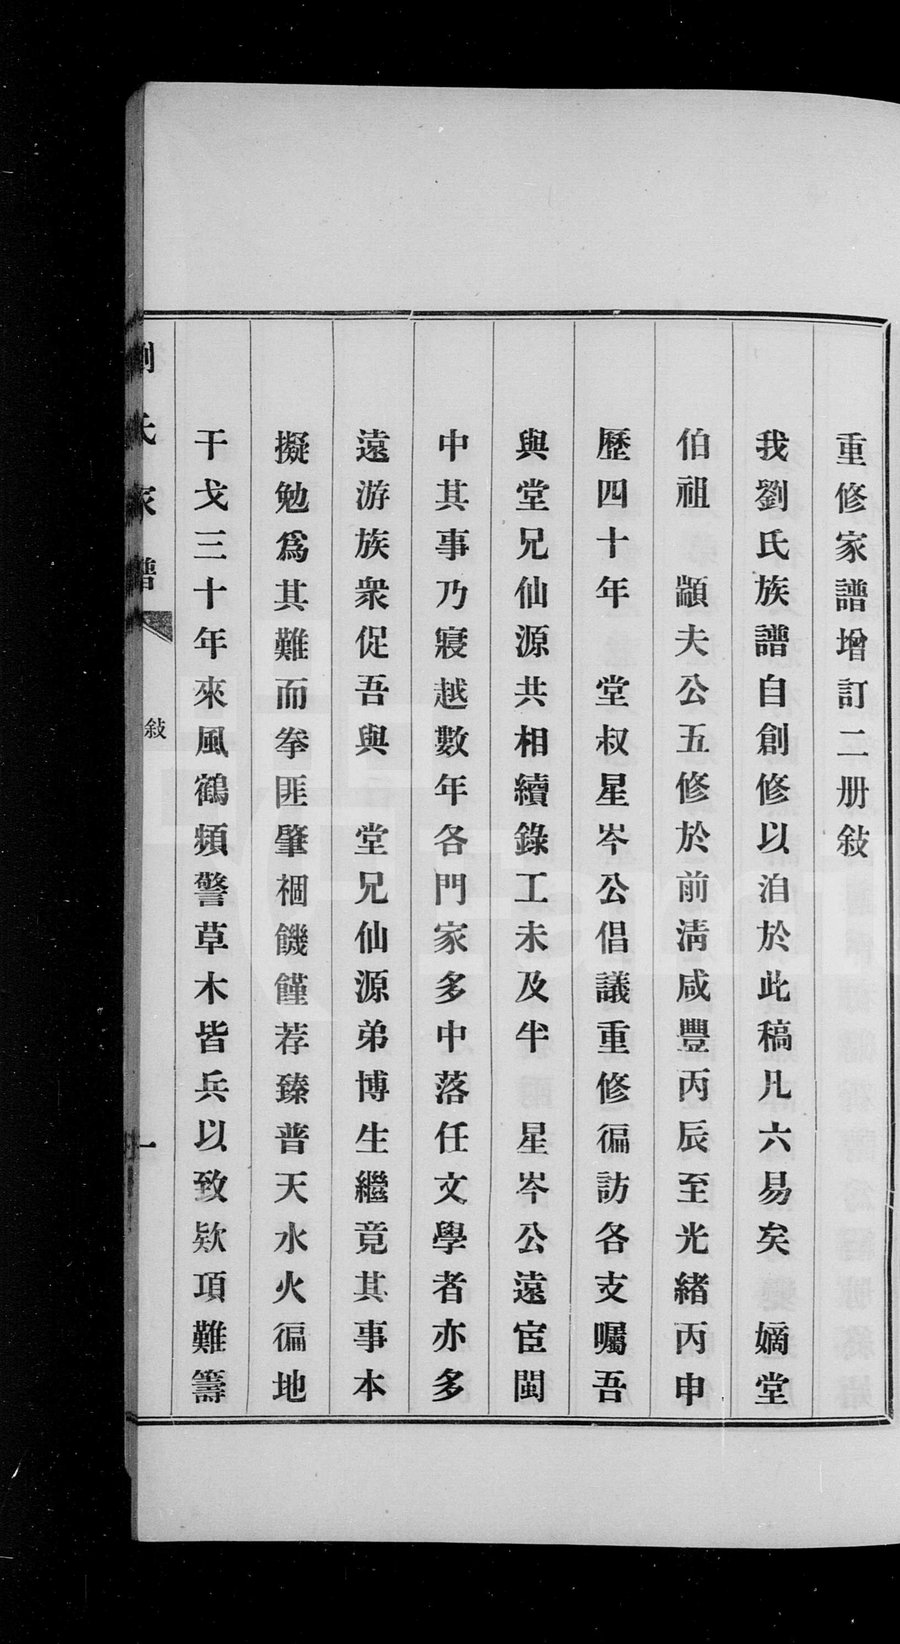 重修家譜增訂二册敍
我劉氏族譜自創修以洎於此稿凡六易矣　嫡堂
伯祖　顓夫公五修於前淸咸豐丙辰至光緒丙申
歷四十年　堂叔星岑公倡議重修徧訪各支囑吾
與堂兄仙源共相續錄工未及半　星岑公遠宦閩
中其事乃寢越數年各門家多中落任文學者亦多
遠游族衆促吾與　堂兄仙源弟博生繼竟其事本
擬勉爲其難而拳匪肇禍饑饉荐臻普天水火徧地
干戈三十年來風鶴頻警草木皆兵以致欵項難籌
劉氏家譜
敍
一